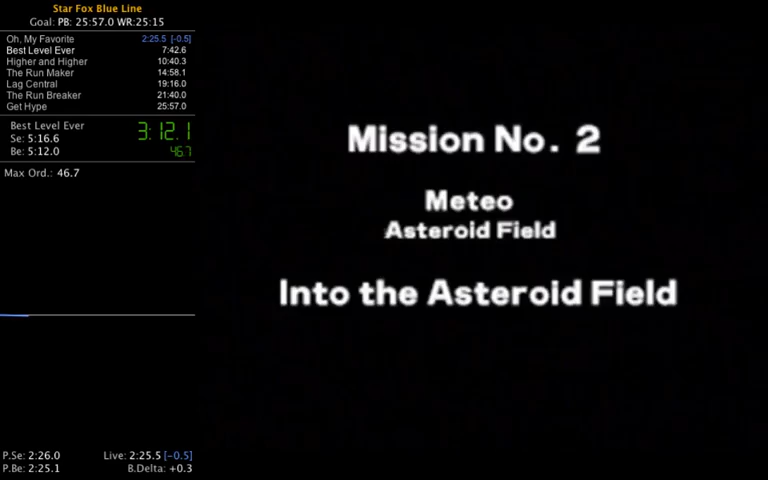 Star Fox Blue Line
Goal: PB: 25:57.0 WR:25:15
Oh, My Favorite 2:25.5 [-0.5]
Best Level Ever 7:42.6
Higher and Higher 10:40.3
The Run Maker 14:58.1
Lag Central 19:16.0
The Run Breaker 21:40.0
Get Hype 25:57.0
Best Level Ever 3:12.1
Se: 5:16.6
Be: 5:12.0 46.7
Max Ord.: 46.7
Mission No. 2
Meteo
Asteroid Field
Into the Asteroid Field
P.Se: 2:26.0 Live: 2:25.5 [-0.5]
P.Be: 2:25.1 B.Delta: +0.3